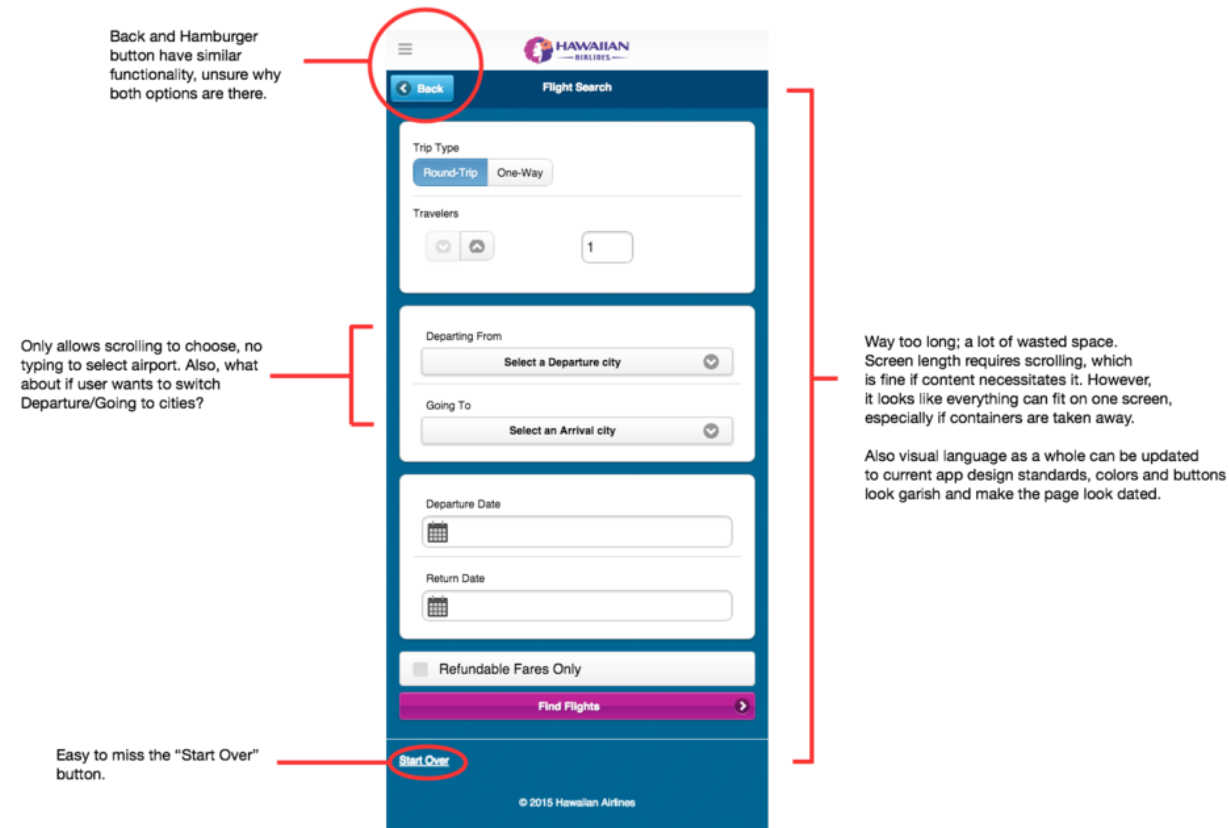 Back and Hamburger
button have similar
functionality, unsure why
both options are there.
HAWAIIAN
AIRLINES
Back
Flight Search
Trip Type
Round-Trip One-Way
Travelers
1
Only allows scrolling to choose, no
typing to select airport. Also, what
about if user wants to switch
Departure/Going to cities?
Departing From
Select a Departure city
Going To
Select an Arrival city
Way too long; a lot of wasted space.
Screen length requires scrolling, which
is fine if content necessitates it. However,
it looks like everything can fit on one screen,
especially if containers are taken away.
Also visual language as a whole can be updated
to current app design standards, colors and buttons
look garish and make the page look dated.
Departure Date
Return Date
Refundable Fares Only
Find Flights
Easy to miss the “Start Over”
button.
Start Over
© 2015 Hawaiian Airlines